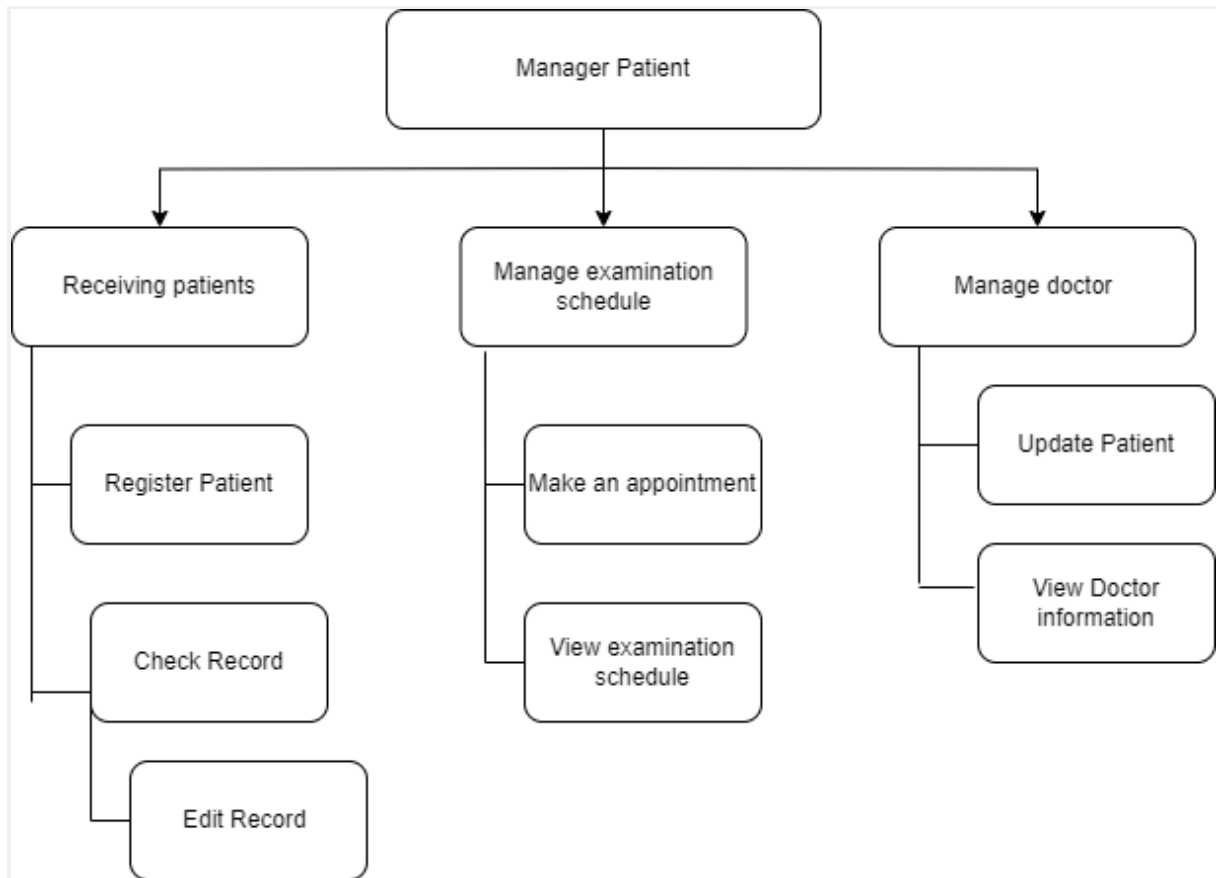 Manager Patient
Receiving patients
Manage examination
schedule
Manage doctor
Register Patient
Check Record
Edit Record
Make an appointment
View examination
schedule
Update Patient
View Doctor
information